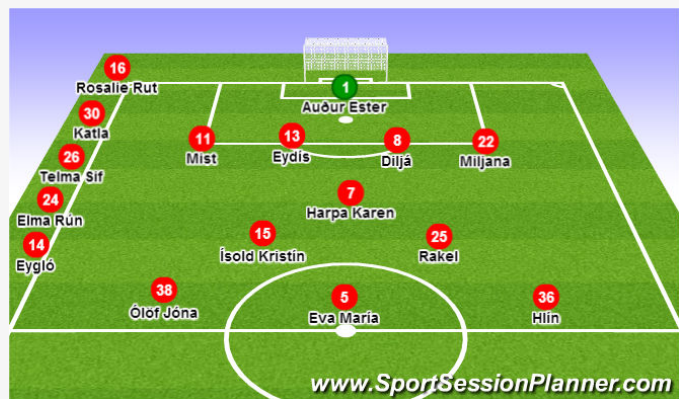 16
Rosalie Rut
1
Auður Ester
30
Katla
11
Mist
13
Eydís
8
Diljá
22
Miljana
26
Telma Sif
7
Harpa Karen
24
Elma Rún
15
Ísold Kristín
25
Rakel
14
Eygló
38
Ólöf Jóna
5
Eva María
36
Hlín
www.SportSessionPlanner.com